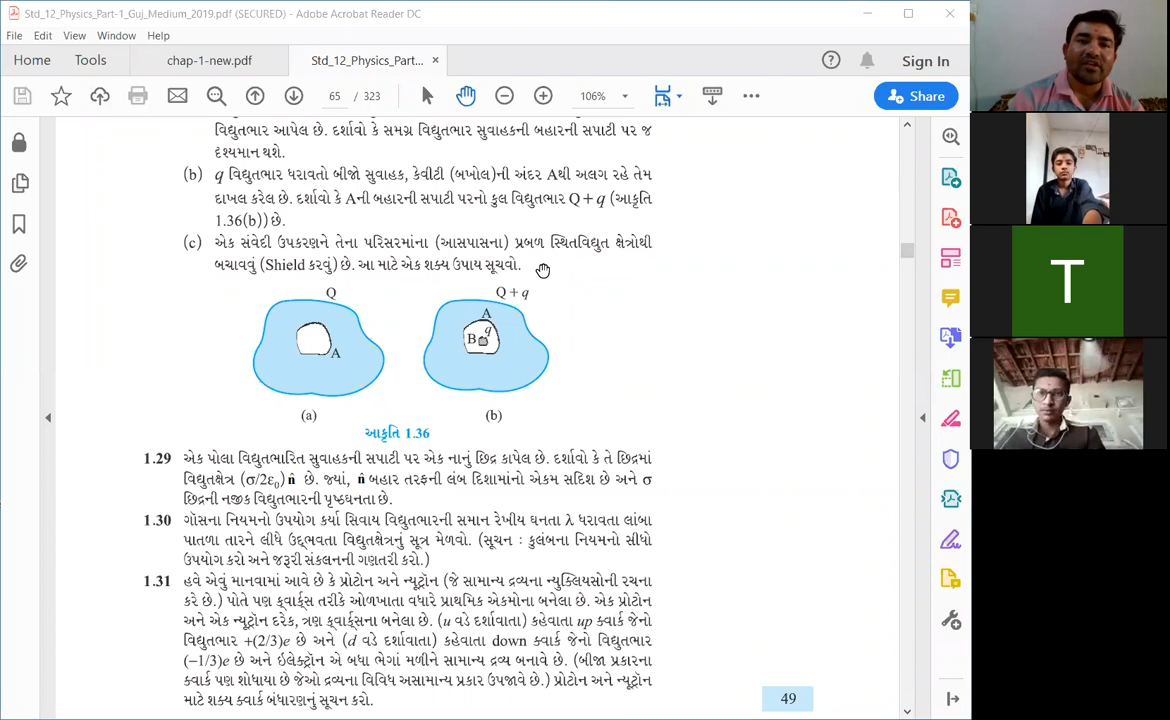 Std_12_Physics_Part-1_Guj_Medium_2019.pdf (SECURED) - Adobe Acrobat Reader DC
File Edit View Window Help
Home Tools chap-1-new.pdf Std_12_Physics_Part... × Sign In
65 / 323 106% Share
વિદ્યુતભાર આપેલ છે. દર્શાવો કે સમગ્ર વિદ્યુતભાર સુવાહકની બહારની સપાટી પર જ
દૃશ્યમાન થશે.
(b) q વિદ્યુતભાર ધરાવતો બીજો સુવાહક, કેવીટી (બખોલ)ની અંદર Aથી અલગ રહે તેમ
દાખલ કરેલ છે. દર્શાવો કે Aની બહારની સપાટી પરનો કુલ વિદ્યુતભાર Q + q (આકૃતિ
1.36(b)) છે.
(c) એક સંવેદી ઉપકરણને તેના પરિસરમાંના (આસપાસના) પ્રબળ સ્થિતવિદ્યુત ક્ષેત્રોથી
બચાવવું (Shield કરવું) છે. આ માટે એક શક્ય ઉપાય સૂચવો.
Q
Q + q
A
q
B
A
(a) (b)
આકૃતિ 1.36
1.29 એક પોલા વિદ્યુતભારિત સુવાહકની સપાટી પર એક નાનું છિદ્ર કાપેલ છે. દર્શાવો કે તે છિદ્રમાં
વિદ્યુતક્ષેત્ર (σ/2ε₀) n̂ છે. જ્યાં, n̂ બહાર તરફની લંબ દિશામાંનો એકમ સદિશ છે અને σ
છિદ્રની નજીક વિદ્યુતભારની પૃષ્ઠઘનતા છે.
1.30 ગૉસના નિયમનો ઉપયોગ કર્યા સિવાય વિદ્યુતભારની સમાન રેખીય ઘનતા λ ધરાવતા લાંબા
પાતળા તારને લીધે ઉદ્‌ભવતા વિદ્યુતક્ષેત્રનું સૂત્ર મેળવો. (સૂચન : કુલંબના નિયમનો સીધો
ઉપયોગ કરો અને જરૂરી સંકલનની ગણતરી કરો.)
1.31 હવે એવું માનવામાં આવે છે કે પ્રોટોન અને ન્યૂટ્રૉન (જે સામાન્ય દ્રવ્યના ન્યુક્લિયસોની રચના
કરે છે.) પોતે પણ ક્વાર્ક્સ તરીકે ઓળખાતા વધારે પ્રાથમિક એકમોના બનેલા છે. એક પ્રોટોન
અને એક ન્યૂટ્રૉન દરેક, ત્રણ ક્વાર્ક્સના બનેલા છે. (u વડે દર્શાવાતા) કહેવાતા up ક્વાર્ક જેનો
વિદ્યુતભાર +(2/3)e છે અને (d વડે દર્શાવાતા) કહેવાતા down ક્વાર્ક જેનો વિદ્યુતભાર
(−1/3)e છે અને ઇલેક્ટ્રૉન એ બધા ભેગાં મળીને સામાન્ય દ્રવ્ય બનાવે છે. (બીજા પ્રકારના
ક્વાર્ક પણ શોધાયા છે જેઓ દ્રવ્યના વિવિધ અસામાન્ય પ્રકાર ઉપજાવે છે.) પ્રોટોન અને ન્યૂટ્રૉન
માટે શક્ય ક્વાર્ક બંધારણનું સૂચન કરો.
49
T